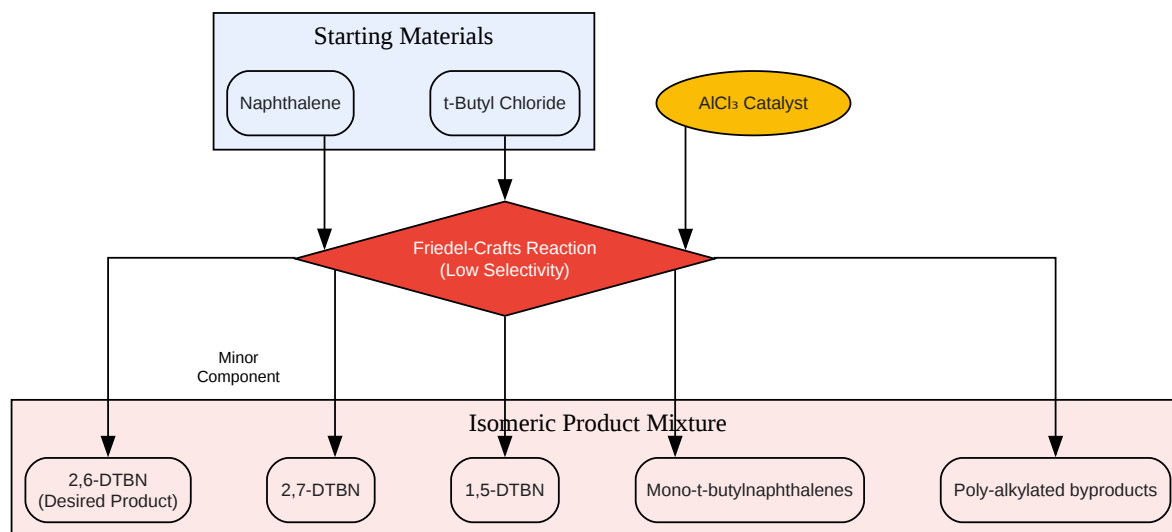 Starting Materials
Naphthalene
t-Butyl Chloride
AlCl₃ Catalyst
Friedel-Crafts Reaction
(Low Selectivity)
Minor
Component
Isomeric Product Mixture
2,6-DTBN
(Desired Product)
2,7-DTBN
1,5-DTBN
Mono-t-butylnaphthalenes
Poly-alkylated byproducts